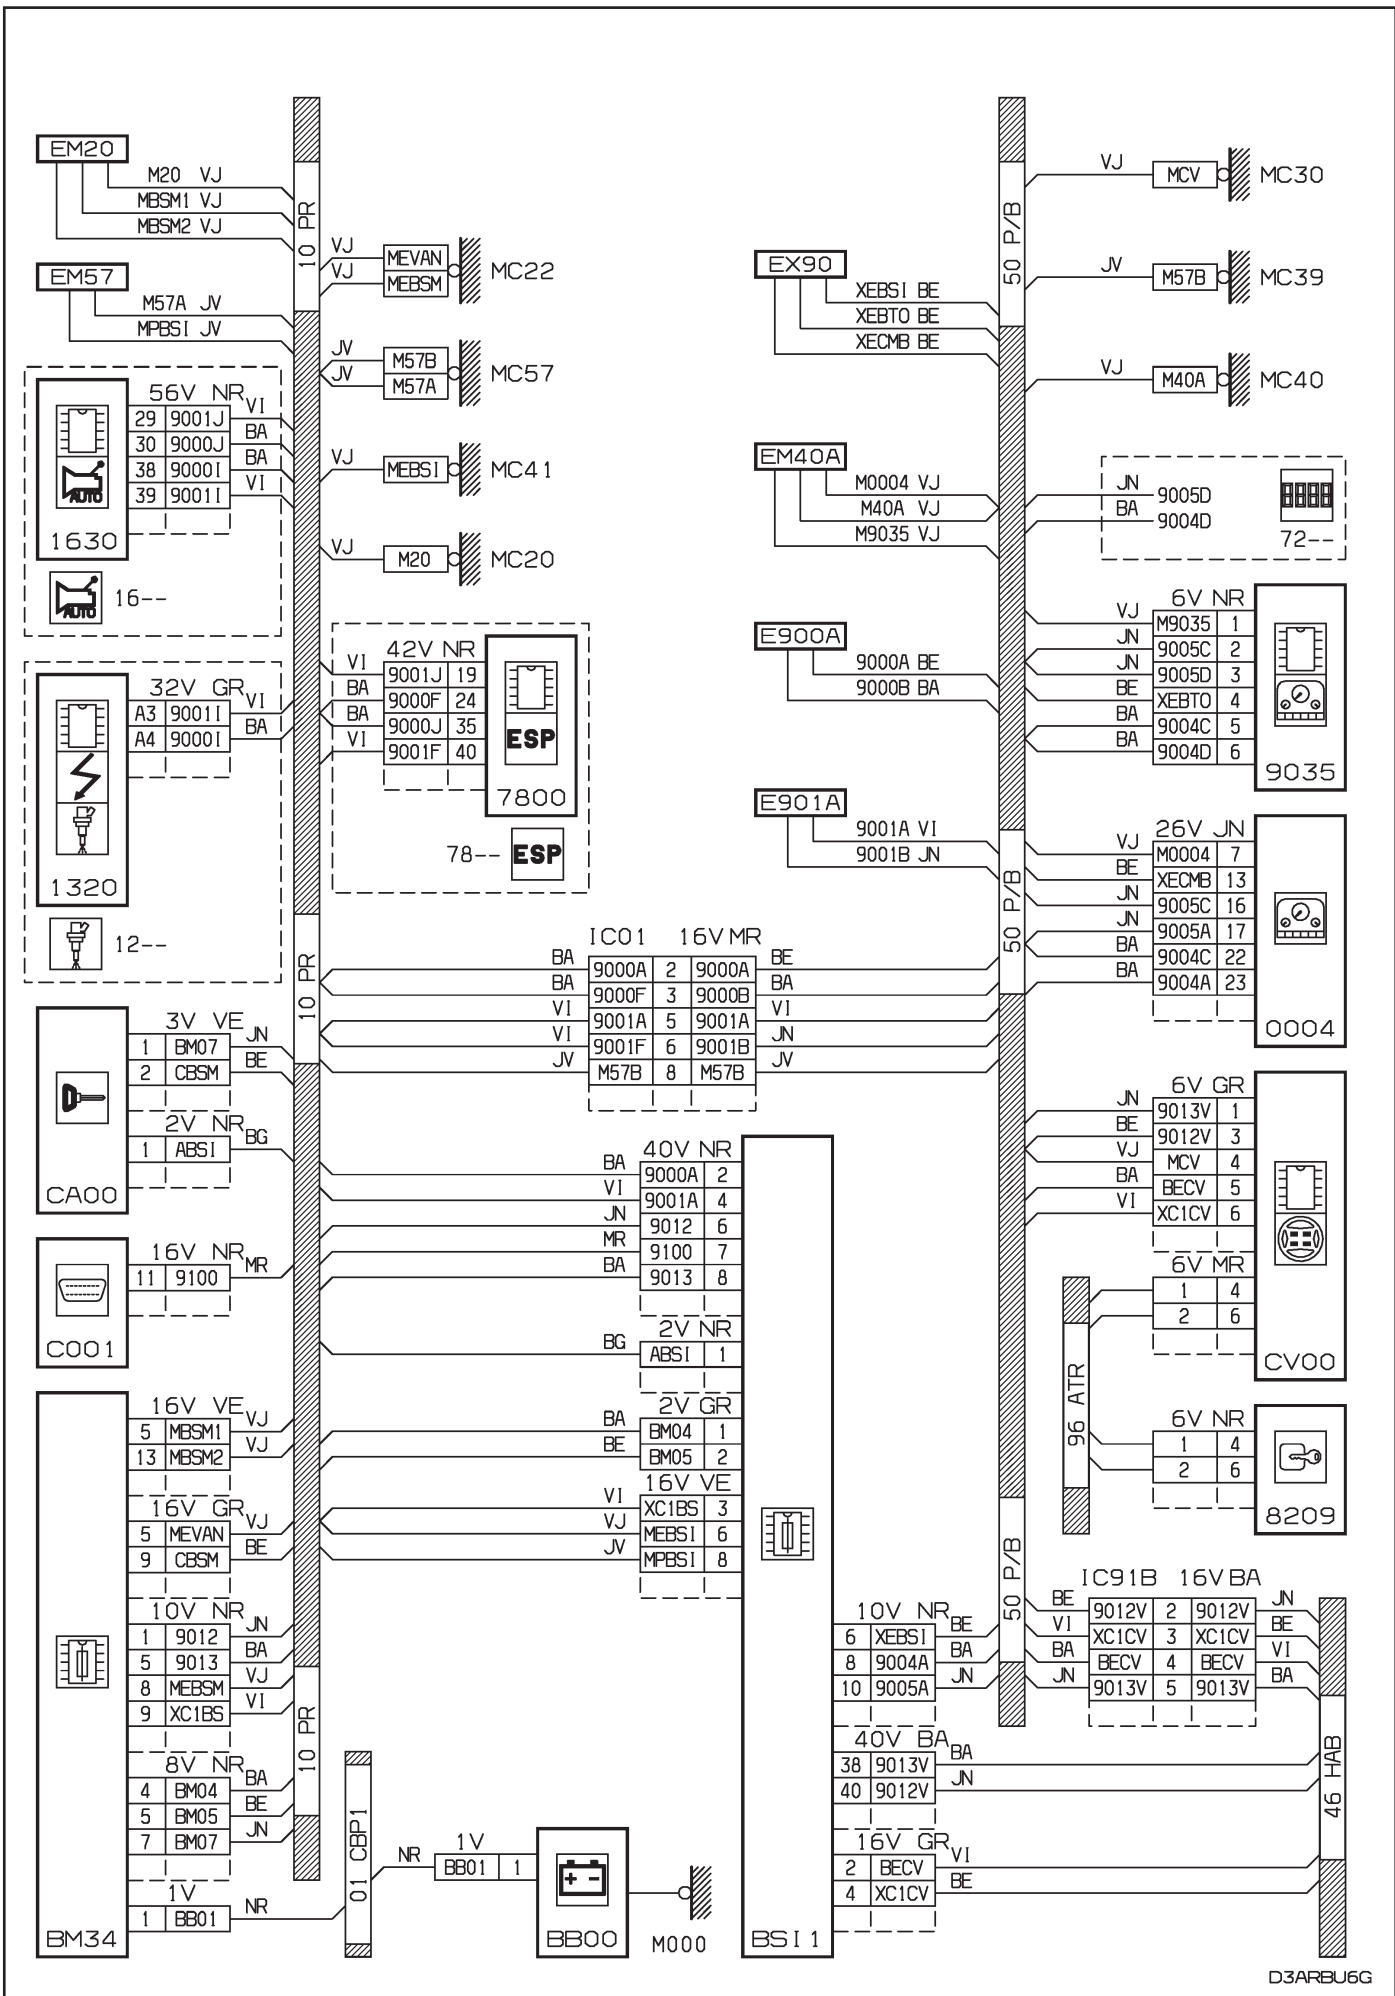 EM20
M20 VJ
MBSM1 VJ
MBSM2 VJ
EM57
M57A JV
MPBSI JV
10 PR
VJ MEVAN
VJ MEBSM
MC22
JV M57B
JV M57A
MC57
VJ MEBSI MC41
VJ M20 MC20
56V NR
29 9001J VI
30 9000J BA
38 9000I BA
39 9001I VI
AUTO
1630
AUTO
16--
32V GR
A3 9001I VI
A4 9000I BA
1320
12--
42V NR
VI 9001J 19
BA 9000F 24
BA 9000J 35
VI 9001F 40
ESP
7800
78-- ESP
EX90
XEBSI BE
XEBTO BE
XECMB BE
50 P/B
VJ MCV MC30
JV M57B MC39
VJ M40A MC40
EM40A
M0004 VJ
M40A VJ
M9035 VJ
JN 9005D
BA 9004D
72--
E900A
9000A BE
9000B BA
6V NR
VJ M9035 1
JN 9005C 2
JN 9005D 3
BE XEBTO 4
BA 9004C 5
BA 9004D 6
9035
E901A
9001A VI
9001B JN
50 P/B
26V JN
VJ M0004 7
BE XECMB 13
JN 9005C 16
JN 9005A 17
BA 9004C 22
BA 9004A 23
0004
10 PR
IC01 16V MR
BA 9000A 2 9000A BE
BA 9000F 3 9000B BA
VI 9001A 5 9001A VI
VI 9001F 6 9001B JN
JV M57B 8 M57B JV
3V VE
1 BM07 JN
2 CBSM BE
2V NR
1 ABSI BG
CA00
16V NR
11 9100 MR
C001
40V NR
BA 9000A 2
VI 9001A 4
JN 9012 6
MR 9100 7
BA 9013 8
2V NR
BG ABSI 1
2V GR
BA BM04 1
BE BM05 2
16V VE
VI XC1BS 3
VJ MEBSI 6
JV MPBSI 8
6V GR
JN 9013V 1
BE 9012V 3
VJ MCV 4
BA BECV 5
VI XC1CV 6
6V MR
1 4
2 6
CV00
96 ATR
6V NR
1 4
2 6
8209
16V VE
5 MBSM1 VJ
13 MBSM2 VJ
16V GR
5 MEVAN VJ
9 CBSM BE
10V NR
1 9012 JN
5 9013 BA
8 MEBSM VJ
9 XC1BS VI
8V NR
4 BM04 BA
5 BM05 BE
7 BM07 JN
1V
1 BB01 NR
BM34
10 PR
01 CBP1
1V
NR BB01 1
+ -
BB00
M000
10V NR
6 XEBSI BE
8 9004A BA
10 9005A JN
40V BA
38 9013V BA
40 9012V JN
16V GR
2 BECV VI
4 XC1CV BE
BSI1
50 P/B
IC91B 16V BA
BE 9012V 2 9012V JN
VI XC1CV 3 XC1CV BE
BA BECV 4 BECV VI
JN 9013V 5 9013V BA
46 HAB
D3ARBU6G